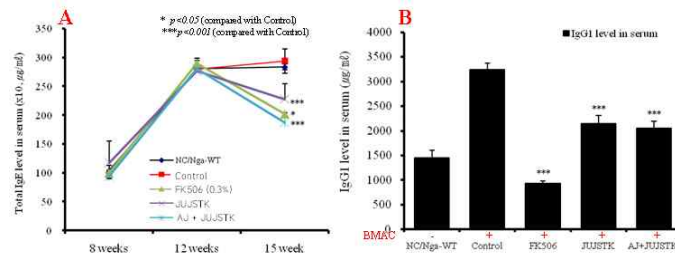 A
* p<0.05 (compared with Control)
***p<0.001 (compared with Control)
Total IgE level in serum (x10, μg/mℓ)
350
300
250
200
150
100
50
0
***
*
***
NC/Nga-WT
Control
FK506 (0.3%)
JUJSTK
AJ + JUJSTK
8 weeks 12 weeks 15 week
B
IgG1 level in serum
IgG1 level in serum (μg/mℓ)
4000
3500
3000
2500
2000
1500
1000
500
0
***
***
***
BMAC - + + + +
NC/Nga-WT Control FK506 JUJSTK AJ+JUJSTK